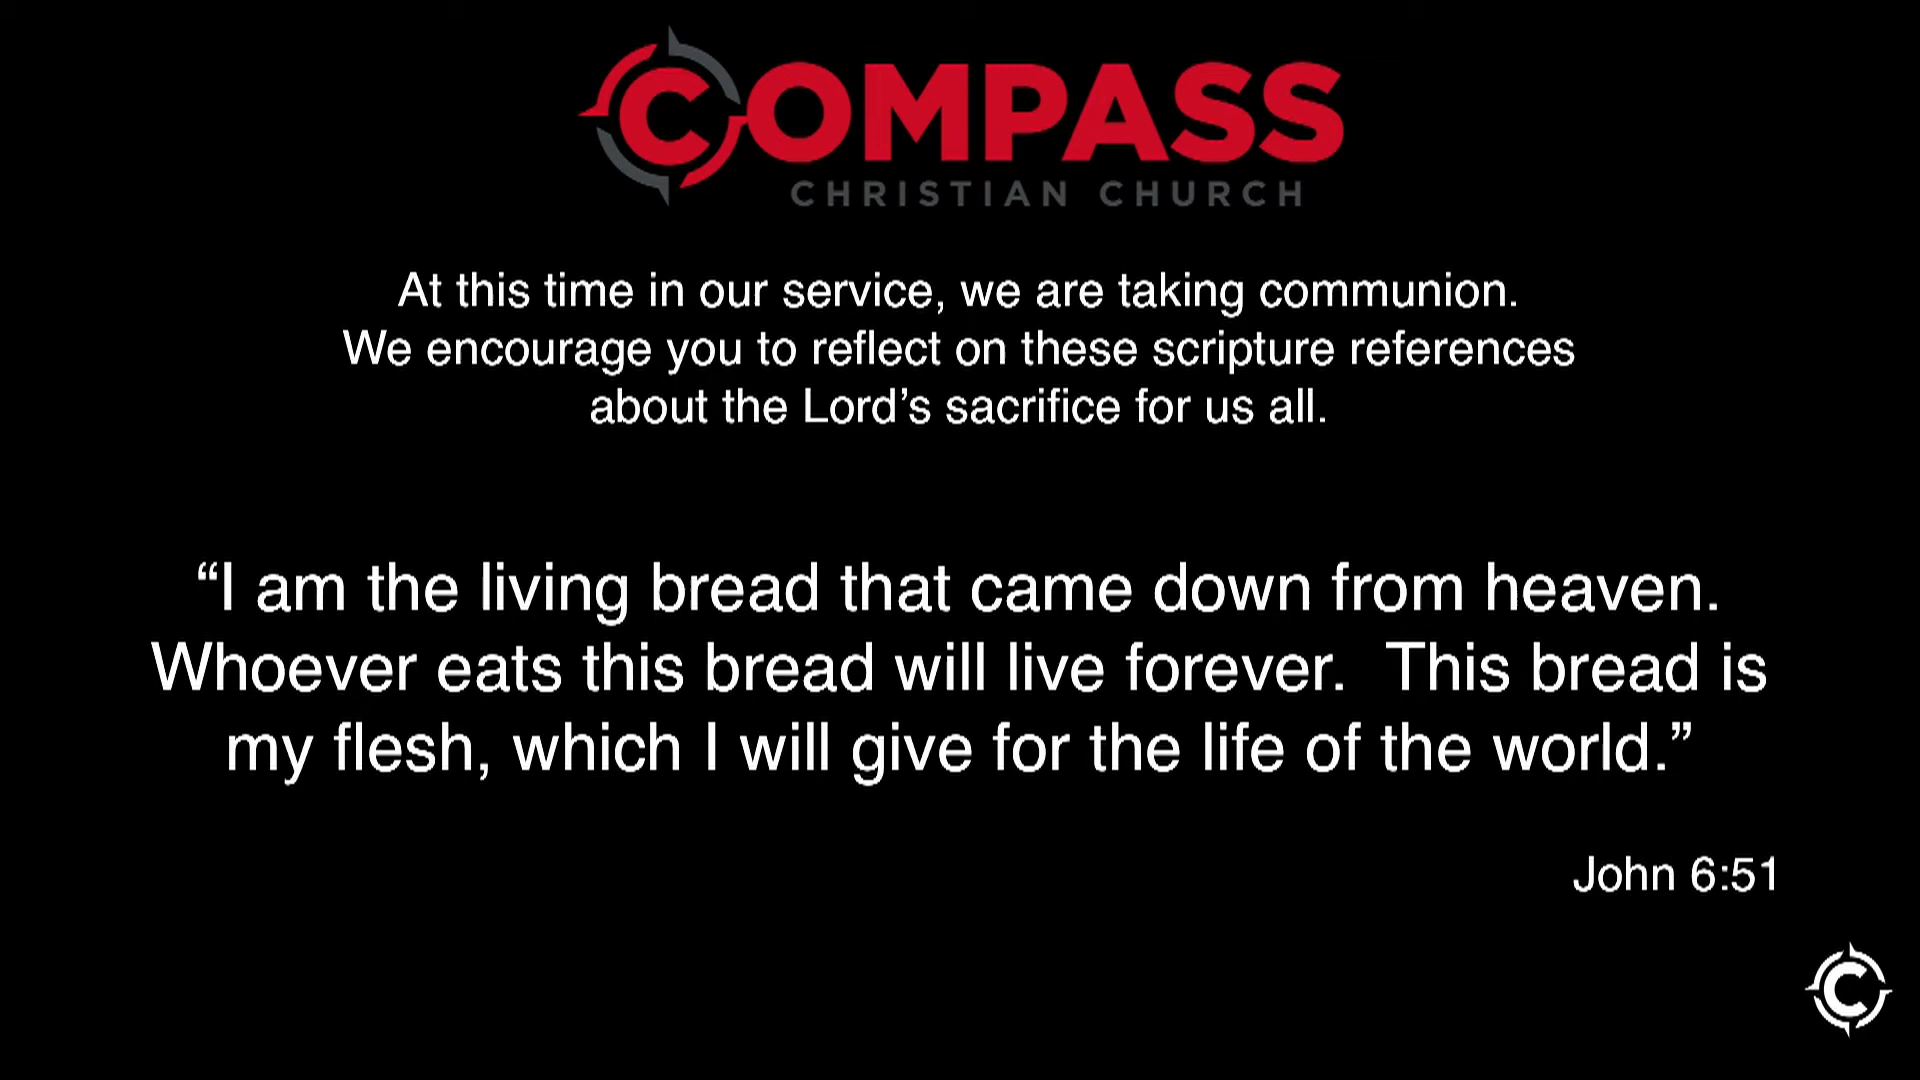 COMPASS
CHRISTIAN CHURCH
At this time in our service, we are taking communion.
We encourage you to reflect on these scripture references
about the Lord’s sacrifice for us all.
“I am the living bread that came down from heaven.
Whoever eats this bread will live forever.  This bread is
my flesh, which I will give for the life of the world.”
John 6:51
C